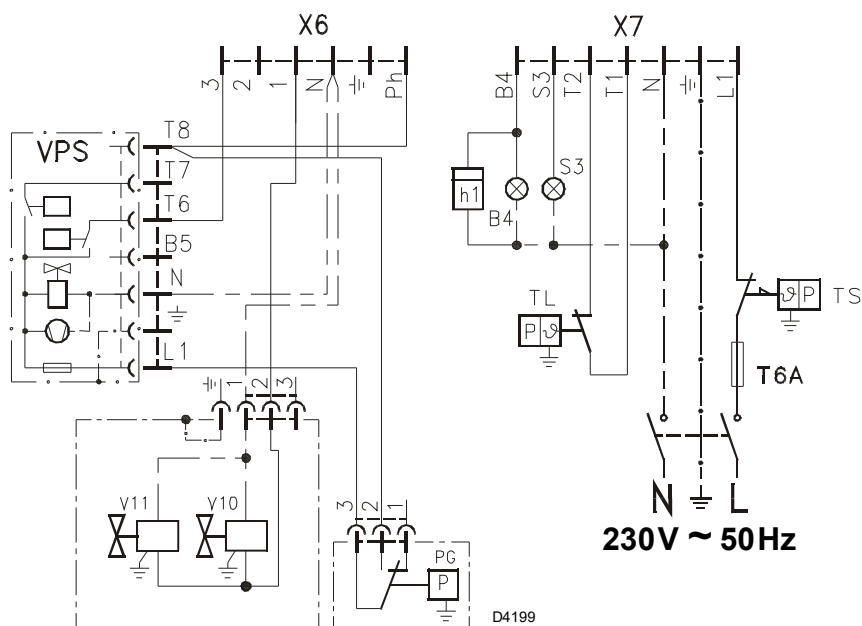 X6
X7
3
2
1
N
Ph
B4
S3
T2
T1
N
L1
VPS
T8
T7
T6
B5
N
L1
h1
B4
S3
TL
P ϑ
ϑ P
TS
T6A
1
2
3
V11
V10
3
2
1
PG
P
N
L
230V ~ 50Hz
D4199